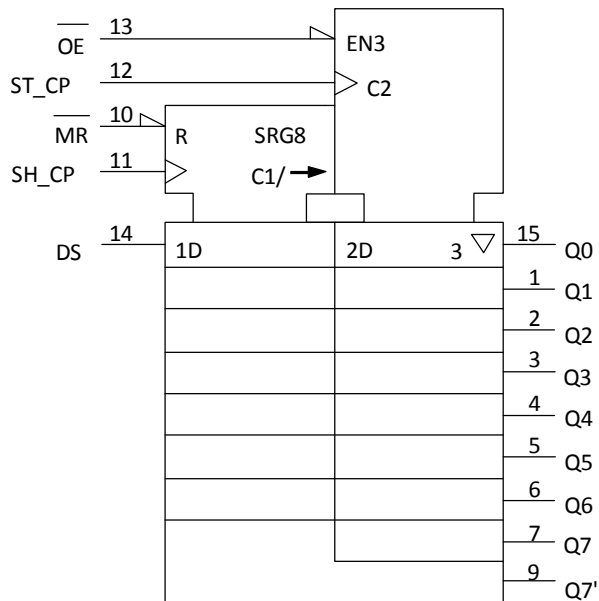 OE 13 EN3
ST_CP 12 C2
MR 10 R SRG8
SH_CP 11 C1/
DS 14 1D 2D 3 15 Q0
1 Q1
2 Q2
3 Q3
4 Q4
5 Q5
6 Q6
7 Q7
9 Q7'